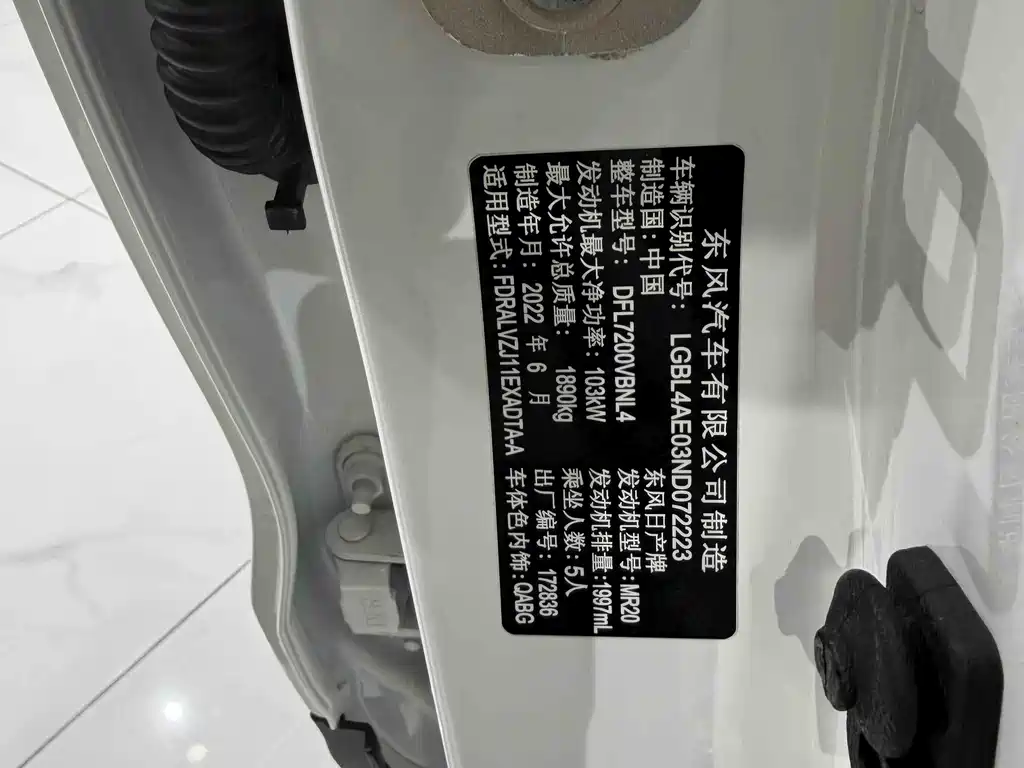 东风汽车有限公司制造
车辆识别代号: LGBL4AE03ND072223
制造国:中国 东风日产牌
整车型号: DFL7200VBNL4 发动机型号:MR20
发动机最大净功率:103kW 发动机排量:1997mL
最大允许总质量: 1890kg 乘坐人数:5人
制造年月: 2022 年 6 月 出厂编号:172836
适用型式:FDRALVZJ11EXADTA-A 车体色内饰:QABG